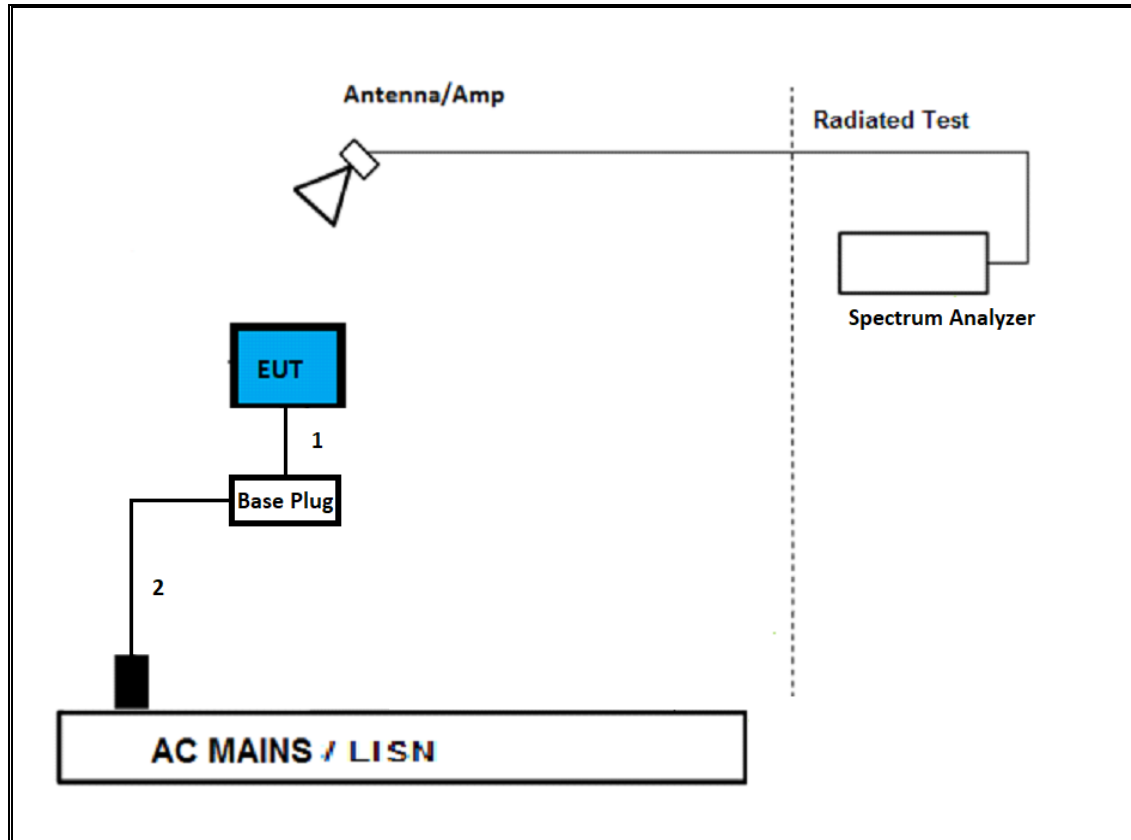 Antenna/Amp
Radiated Test
Spectrum Analyzer
EUT
1
Base Plug
2
AC MAINS / LISN